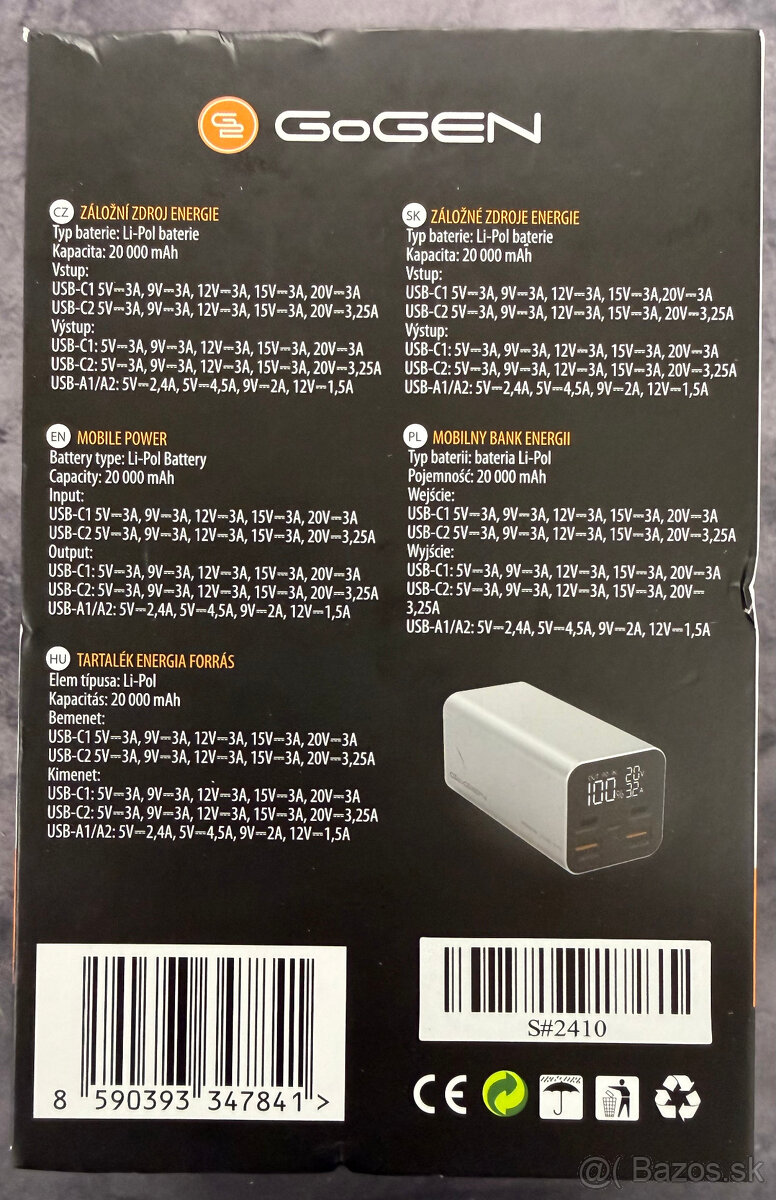 GoGEN
CZ ZÁLOŽNÍ ZDROJ ENERGIE
Typ baterie: Li-Pol baterie
Kapacita: 20 000 mAh
Vstup:
USB-C1 5V⎓3A, 9V⎓3A, 12V⎓3A, 15V⎓3A, 20V⎓3A
USB-C2 5V⎓3A, 9V⎓3A, 12V⎓3A, 15V⎓3A, 20V⎓3,25A
Výstup:
USB-C1: 5V⎓3A, 9V⎓3A, 12V⎓3A, 15V⎓3A, 20V⎓3A
USB-C2: 5V⎓3A, 9V⎓3A, 12V⎓3A, 15V⎓3A, 20V⎓3,25A
USB-A1/A2: 5V⎓2,4A, 5V⎓4,5A, 9V⎓2A, 12V⎓1,5A
SK ZÁLOŽNÉ ZDROJE ENERGIE
Typ baterie: Li-Pol batérie
Kapacita: 20 000 mAh
Vstup:
USB-C1 5V⎓3A, 9V⎓3A, 12V⎓3A, 15V⎓3A,20V⎓3A
USB-C2 5V⎓3A, 9V⎓3A, 12V⎓3A, 15V⎓3A, 20V⎓3,25A
Výstup:
USB-C1: 5V⎓3A, 9V⎓3A, 12V⎓3A, 15V⎓3A, 20V⎓3A
USB-C2: 5V⎓3A, 9V⎓3A, 12V⎓3A, 15V⎓3A, 20V⎓3,25A
USB-A1/A2: 5V⎓2,4A, 5V⎓4,5A, 9V⎓2A, 12V⎓1,5A
EN MOBILE POWER
Battery type: Li-Pol Battery
Capacity: 20 000 mAh
Input:
USB-C1 5V⎓3A, 9V⎓3A, 12V⎓3A, 15V⎓3A, 20V⎓3A
USB-C2 5V⎓3A, 9V⎓3A, 12V⎓3A, 15V⎓3A, 20V⎓3,25A
Output:
USB-C1: 5V⎓3A, 9V⎓3A, 12V⎓3A, 15V⎓3A, 20V⎓3A
USB-C2: 5V⎓3A, 9V⎓3A, 12V⎓3A, 15V⎓3A, 20V⎓3,25A
USB-A1/A2: 5V⎓2,4A, 5V⎓4,5A, 9V⎓2A, 12V⎓1,5A
PL MOBILNY BANK ENERGII
Typ baterii: bateria Li-Pol
Pojemność: 20 000 mAh
Wejście:
USB-C1 5V⎓3A, 9V⎓3A, 12V⎓3A, 15V⎓3A, 20V⎓3A
USB-C2 5V⎓3A, 9V⎓3A, 12V⎓3A, 15V⎓3A, 20V⎓3,25A
Wyjście:
USB-C1: 5V⎓3A, 9V⎓3A, 12V⎓3A, 15V⎓3A, 20V⎓3A
USB-C2: 5V⎓3A, 9V⎓3A, 12V⎓3A, 15V⎓3A, 20V⎓
3,25A
USB-A1/A2: 5V⎓2,4A, 5V⎓4,5A, 9V⎓2A, 12V⎓1,5A
HU TARTALÉK ENERGIA FORRÁS
Elem típusa: Li-Pol
Kapacitás: 20 000 mAh
Bemenet:
USB-C1 5V⎓3A, 9V⎓3A, 12V⎓3A, 15V⎓3A, 20V⎓3A
USB-C2 5V⎓3A, 9V⎓3A, 12V⎓3A, 15V⎓3A, 20V⎓3,25A
Kimenet:
USB-C1: 5V⎓3A, 9V⎓3A, 12V⎓3A, 15V⎓3A, 20V⎓3A
USB-C2: 5V⎓3A, 9V⎓3A, 12V⎓3A, 15V⎓3A, 20V⎓3,25A
USB-A1/A2: 5V⎓2,4A, 5V⎓4,5A, 9V⎓2A, 12V⎓1,5A
GoGEN
100% 20V
3.2A
8 590393 347841 >
S#2410
CE
@( Bazos.sk